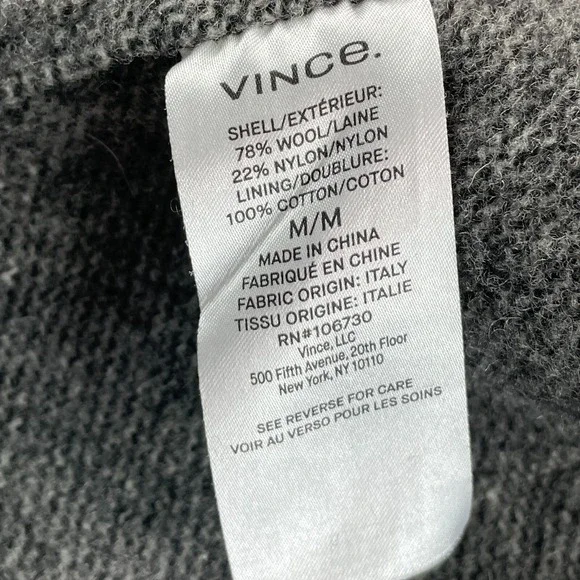 VINCE.
SHELL/EXTÉRIEUR:
78% WOOL/LAINE
22% NYLON/NYLON
LINING/DOUBLURE:
100% COTTON/COTON
M/M
MADE IN CHINA
FABRIQUÉ EN CHINE
FABRIC ORIGIN: ITALY
TISSU ORIGINE: ITALIE
RN#106730
Vince, LLC
500 Fifth Avenue, 20th Floor
New York, NY 10110
SEE REVERSE FOR CARE
VOIR AU VERSO POUR LES SOINS